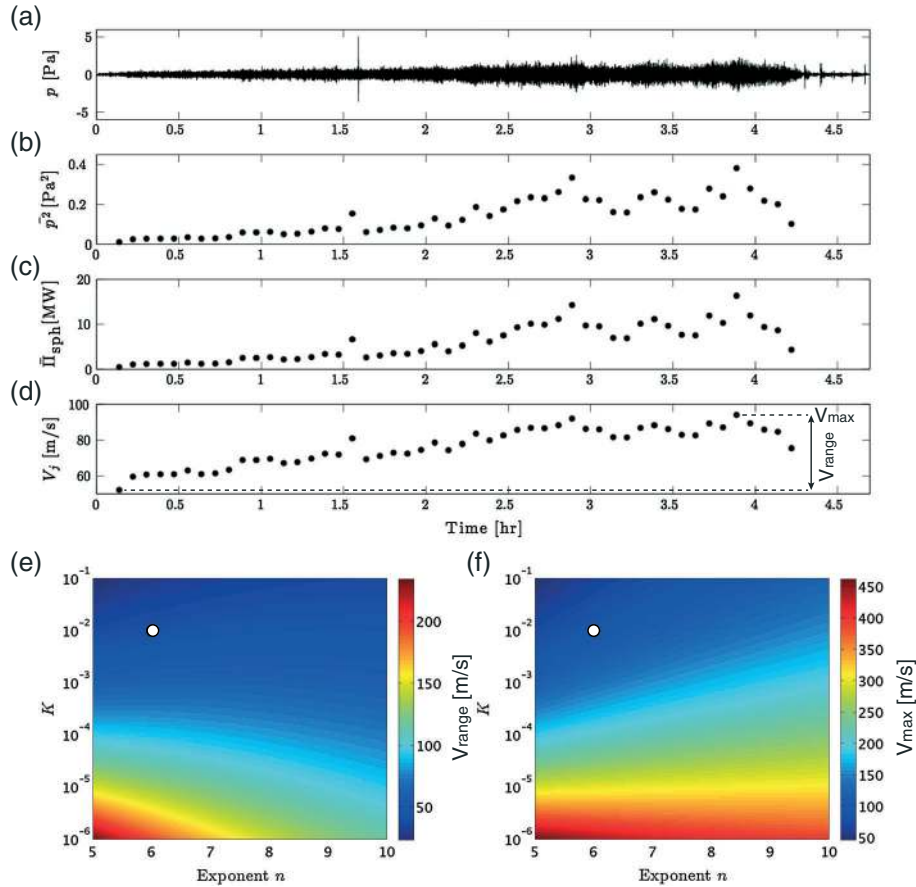 (a)
5
0
-5
p [Pa]
0 0.5 1 1.5 2 2.5 3 3.5 4 4.5
(b)
0.4
0.2
0
p̄² [Pa²]
0 0.5 1 1.5 2 2.5 3 3.5 4 4.5
(c)
20
10
0
Π̄sph[MW]
0 0.5 1 1.5 2 2.5 3 3.5 4 4.5
(d)
100
80
60
Vj [m/s]
Vmax
Vrange
0 0.5 1 1.5 2 2.5 3 3.5 4 4.5
Time [hr]
(e)
10⁻¹
10⁻²
10⁻³
10⁻⁴
10⁻⁵
10⁻⁶
K
5 6 7 8 9 10
Exponent n
200
150
100
50
Vrange [m/s]
(f)
10⁻¹
10⁻²
10⁻³
10⁻⁴
10⁻⁵
10⁻⁶
K
5 6 7 8 9 10
Exponent n
450
400
350
300
250
200
150
100
50
Vmax [m/s]